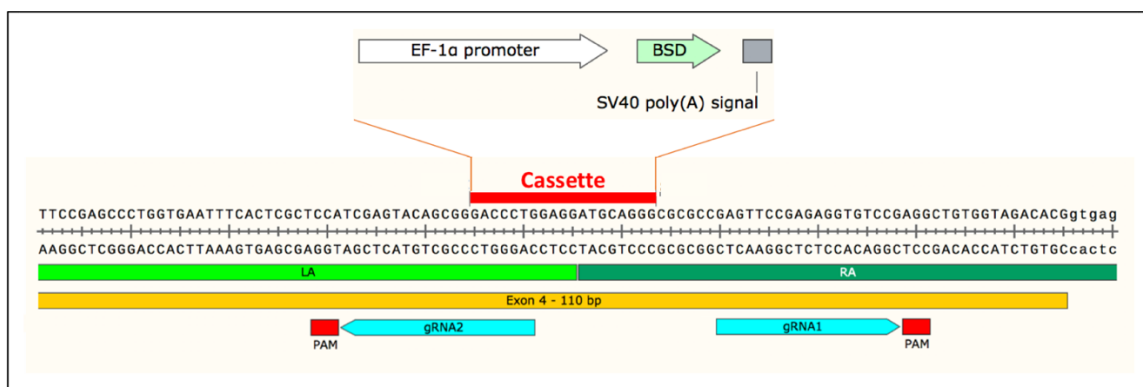 EF-1α promoter
BSD
SV40 poly(A) signal
Cassette
TTCCGAGCCCTGGTGAATTTCACTCGCTCCATCGAGTACAGCGGGACCCTGGAGGATGCAGGGCGCGCCGAGTTCCGAGAGGTGTCCGAGGCTGTGGTAGACACGgtgag
AAGGCTCGGGACCACTTAAAGTGAGCGAGGTAGCTCATGTCGCCCTGGGACCTCCTACGTCCCGCGCGGCTCAAGGCTCTCCACAGGCTCCGACACCATCTGTGCcactc
LA RA
Exon 4 - 110 bp
gRNA2 gRNA1
PAM PAM